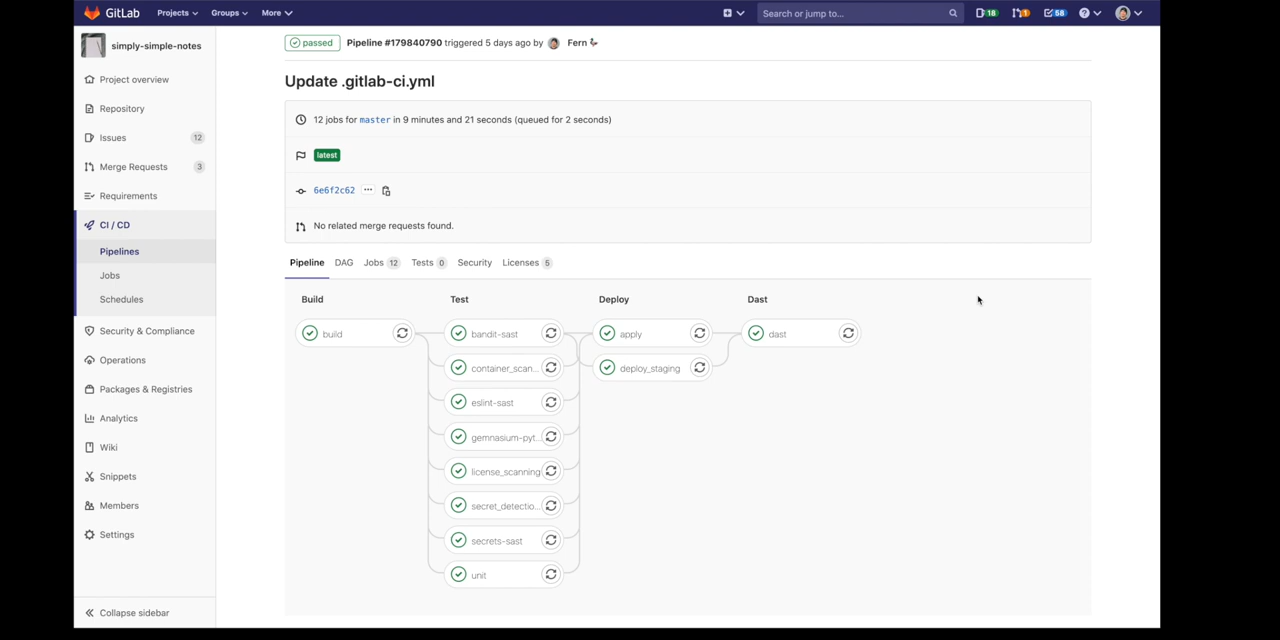 GitLab Projects Groups More Search or jump to... 18 1 58
simply-simple-notes
Project overview
Repository
Issues 12
Merge Requests 3
Requirements
CI / CD
Pipelines
Jobs
Schedules
Security & Compliance
Operations
Packages & Registries
Analytics
Wiki
Snippets
Members
Settings
Collapse sidebar
passed Pipeline #179840790 triggered 5 days ago by Fern
Update .gitlab-ci.yml
12 jobs for master in 9 minutes and 21 seconds (queued for 2 seconds)
latest
6e6f2c62 ...
No related merge requests found.
Pipeline DAG Jobs 12 Tests 0 Security Licenses 5
Build Test Deploy Dast
build bandit-sast apply dast
container_scan... deploy_staging
eslint-sast
gemnasium-pyt...
license_scanning
secret_detectio...
secrets-sast
unit